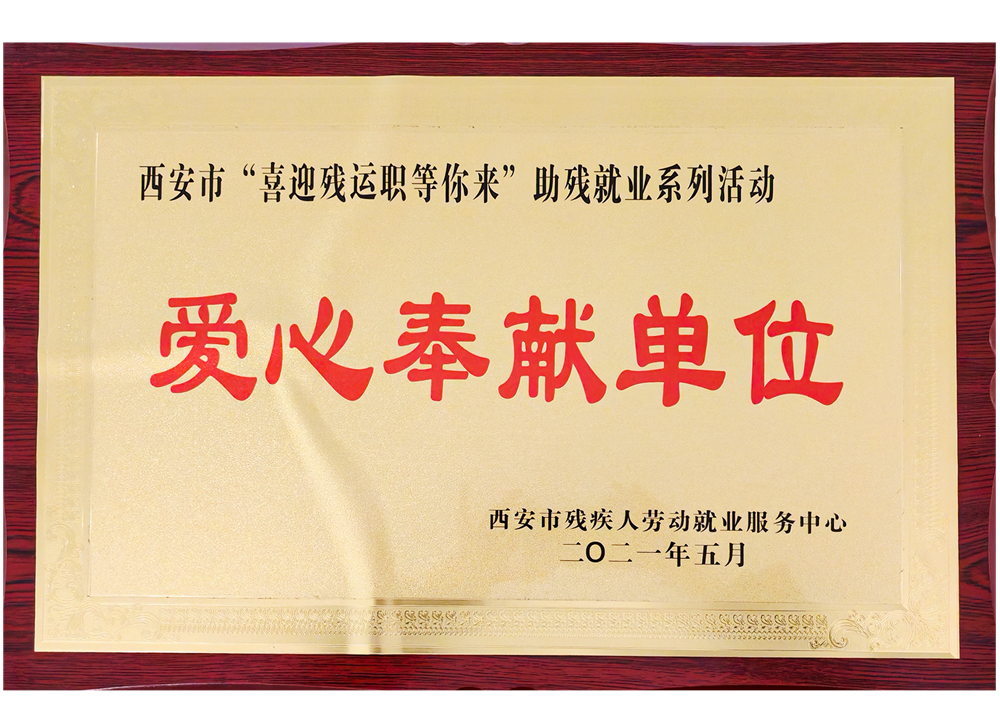 西安市“喜迎残运职等你来”助残就业系列活动
爱心奉献单位
西安市残疾人劳动就业服务中心
二〇二一年五月